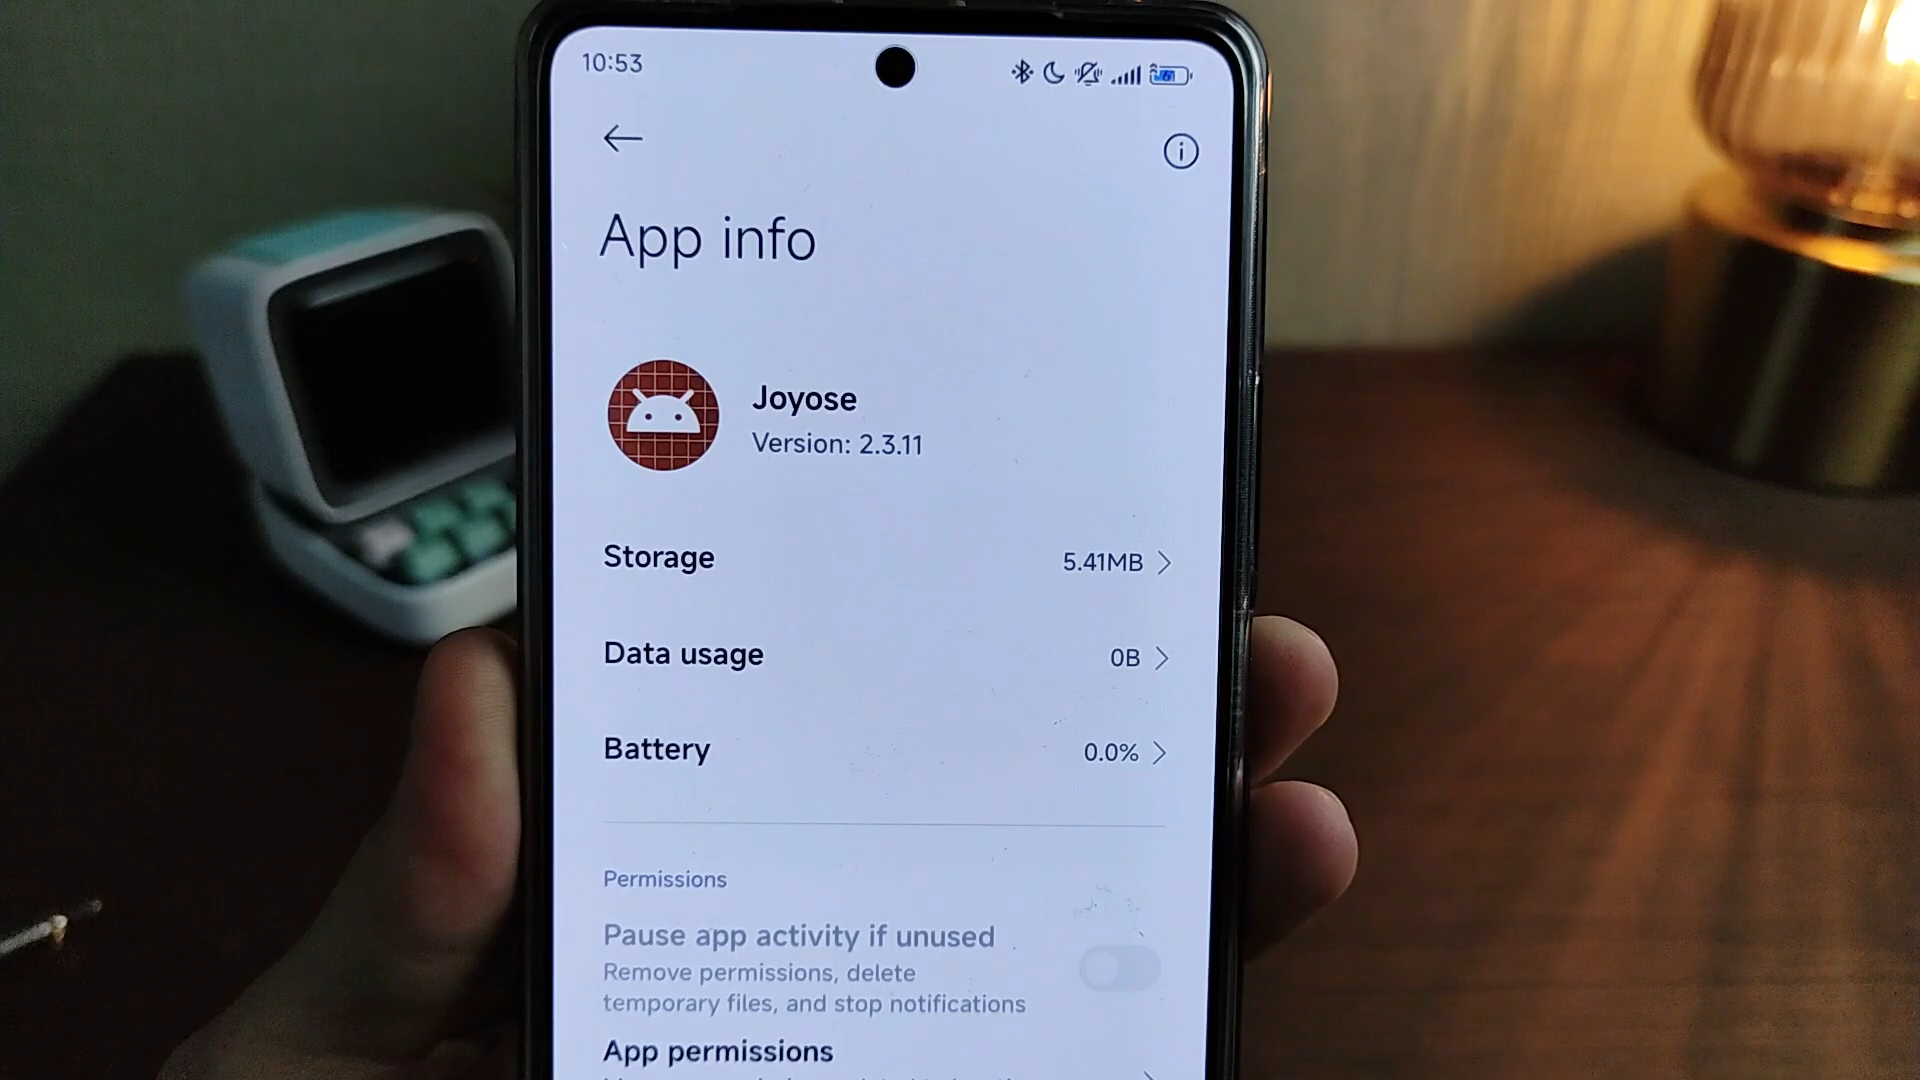 10:53
App info
Joyose
Version: 2.3.11
Storage 5.41MB
Data usage 0B
Battery 0.0%
Permissions
Pause app activity if unused
Remove permissions, delete
temporary files, and stop notifications
App permissions